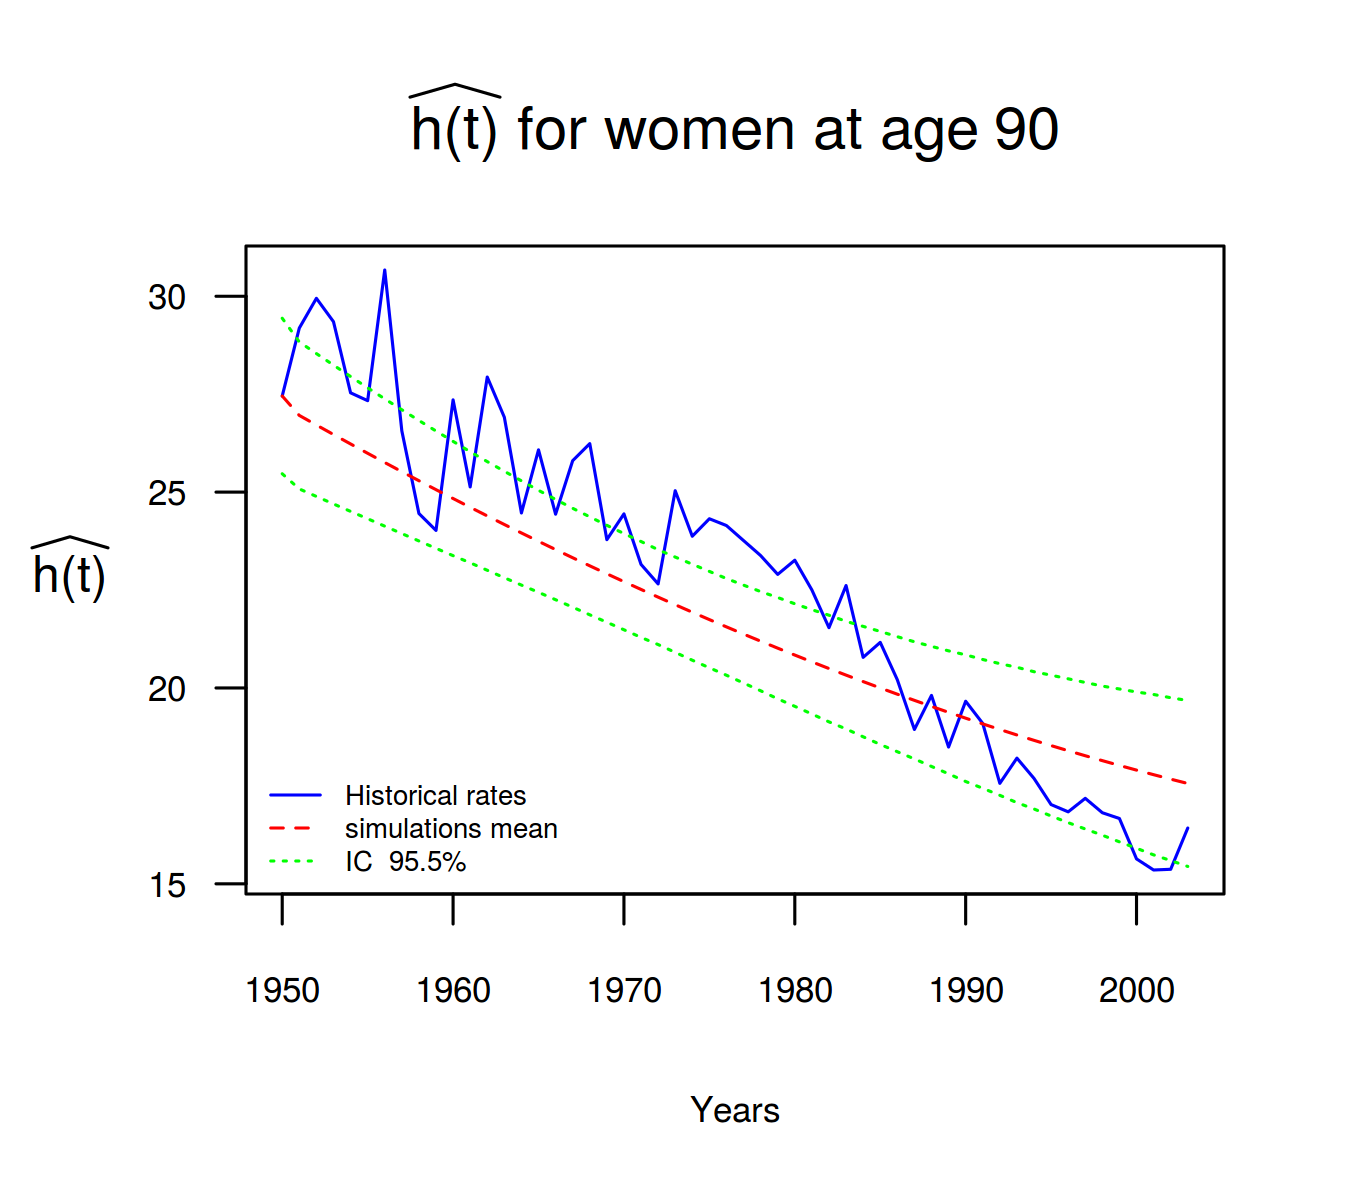 h(t) for women at age 90
30
25
20
15
h(t)
Historical rates
simulations mean
IC 95.5%
1950 1960 1970 1980 1990 2000
Years